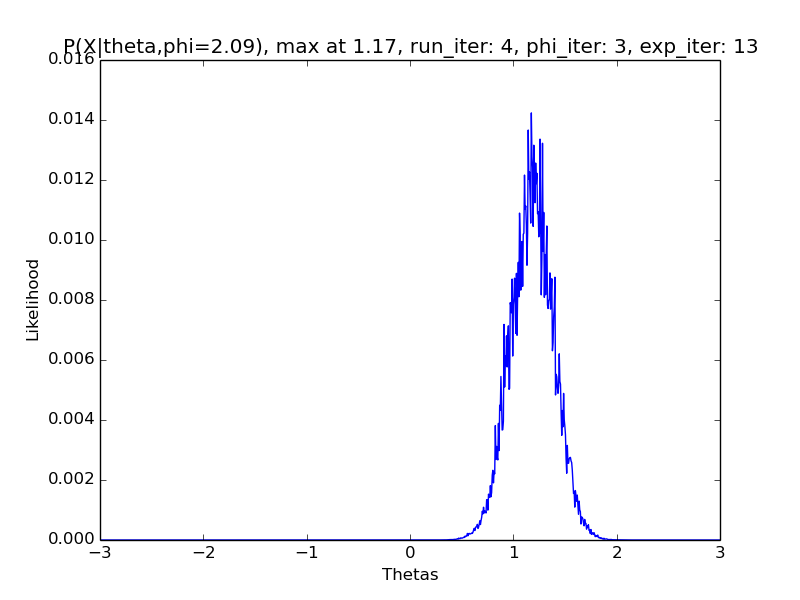 P(X|theta,phi=2.09), max at 1.17, run_iter: 4, phi_iter: 3, exp_iter: 13
0.016
0.014
0.012
0.010
0.008
0.006
0.004
0.002
0.000
Likelihood
−3 −2 −1 0 1 2 3
Thetas